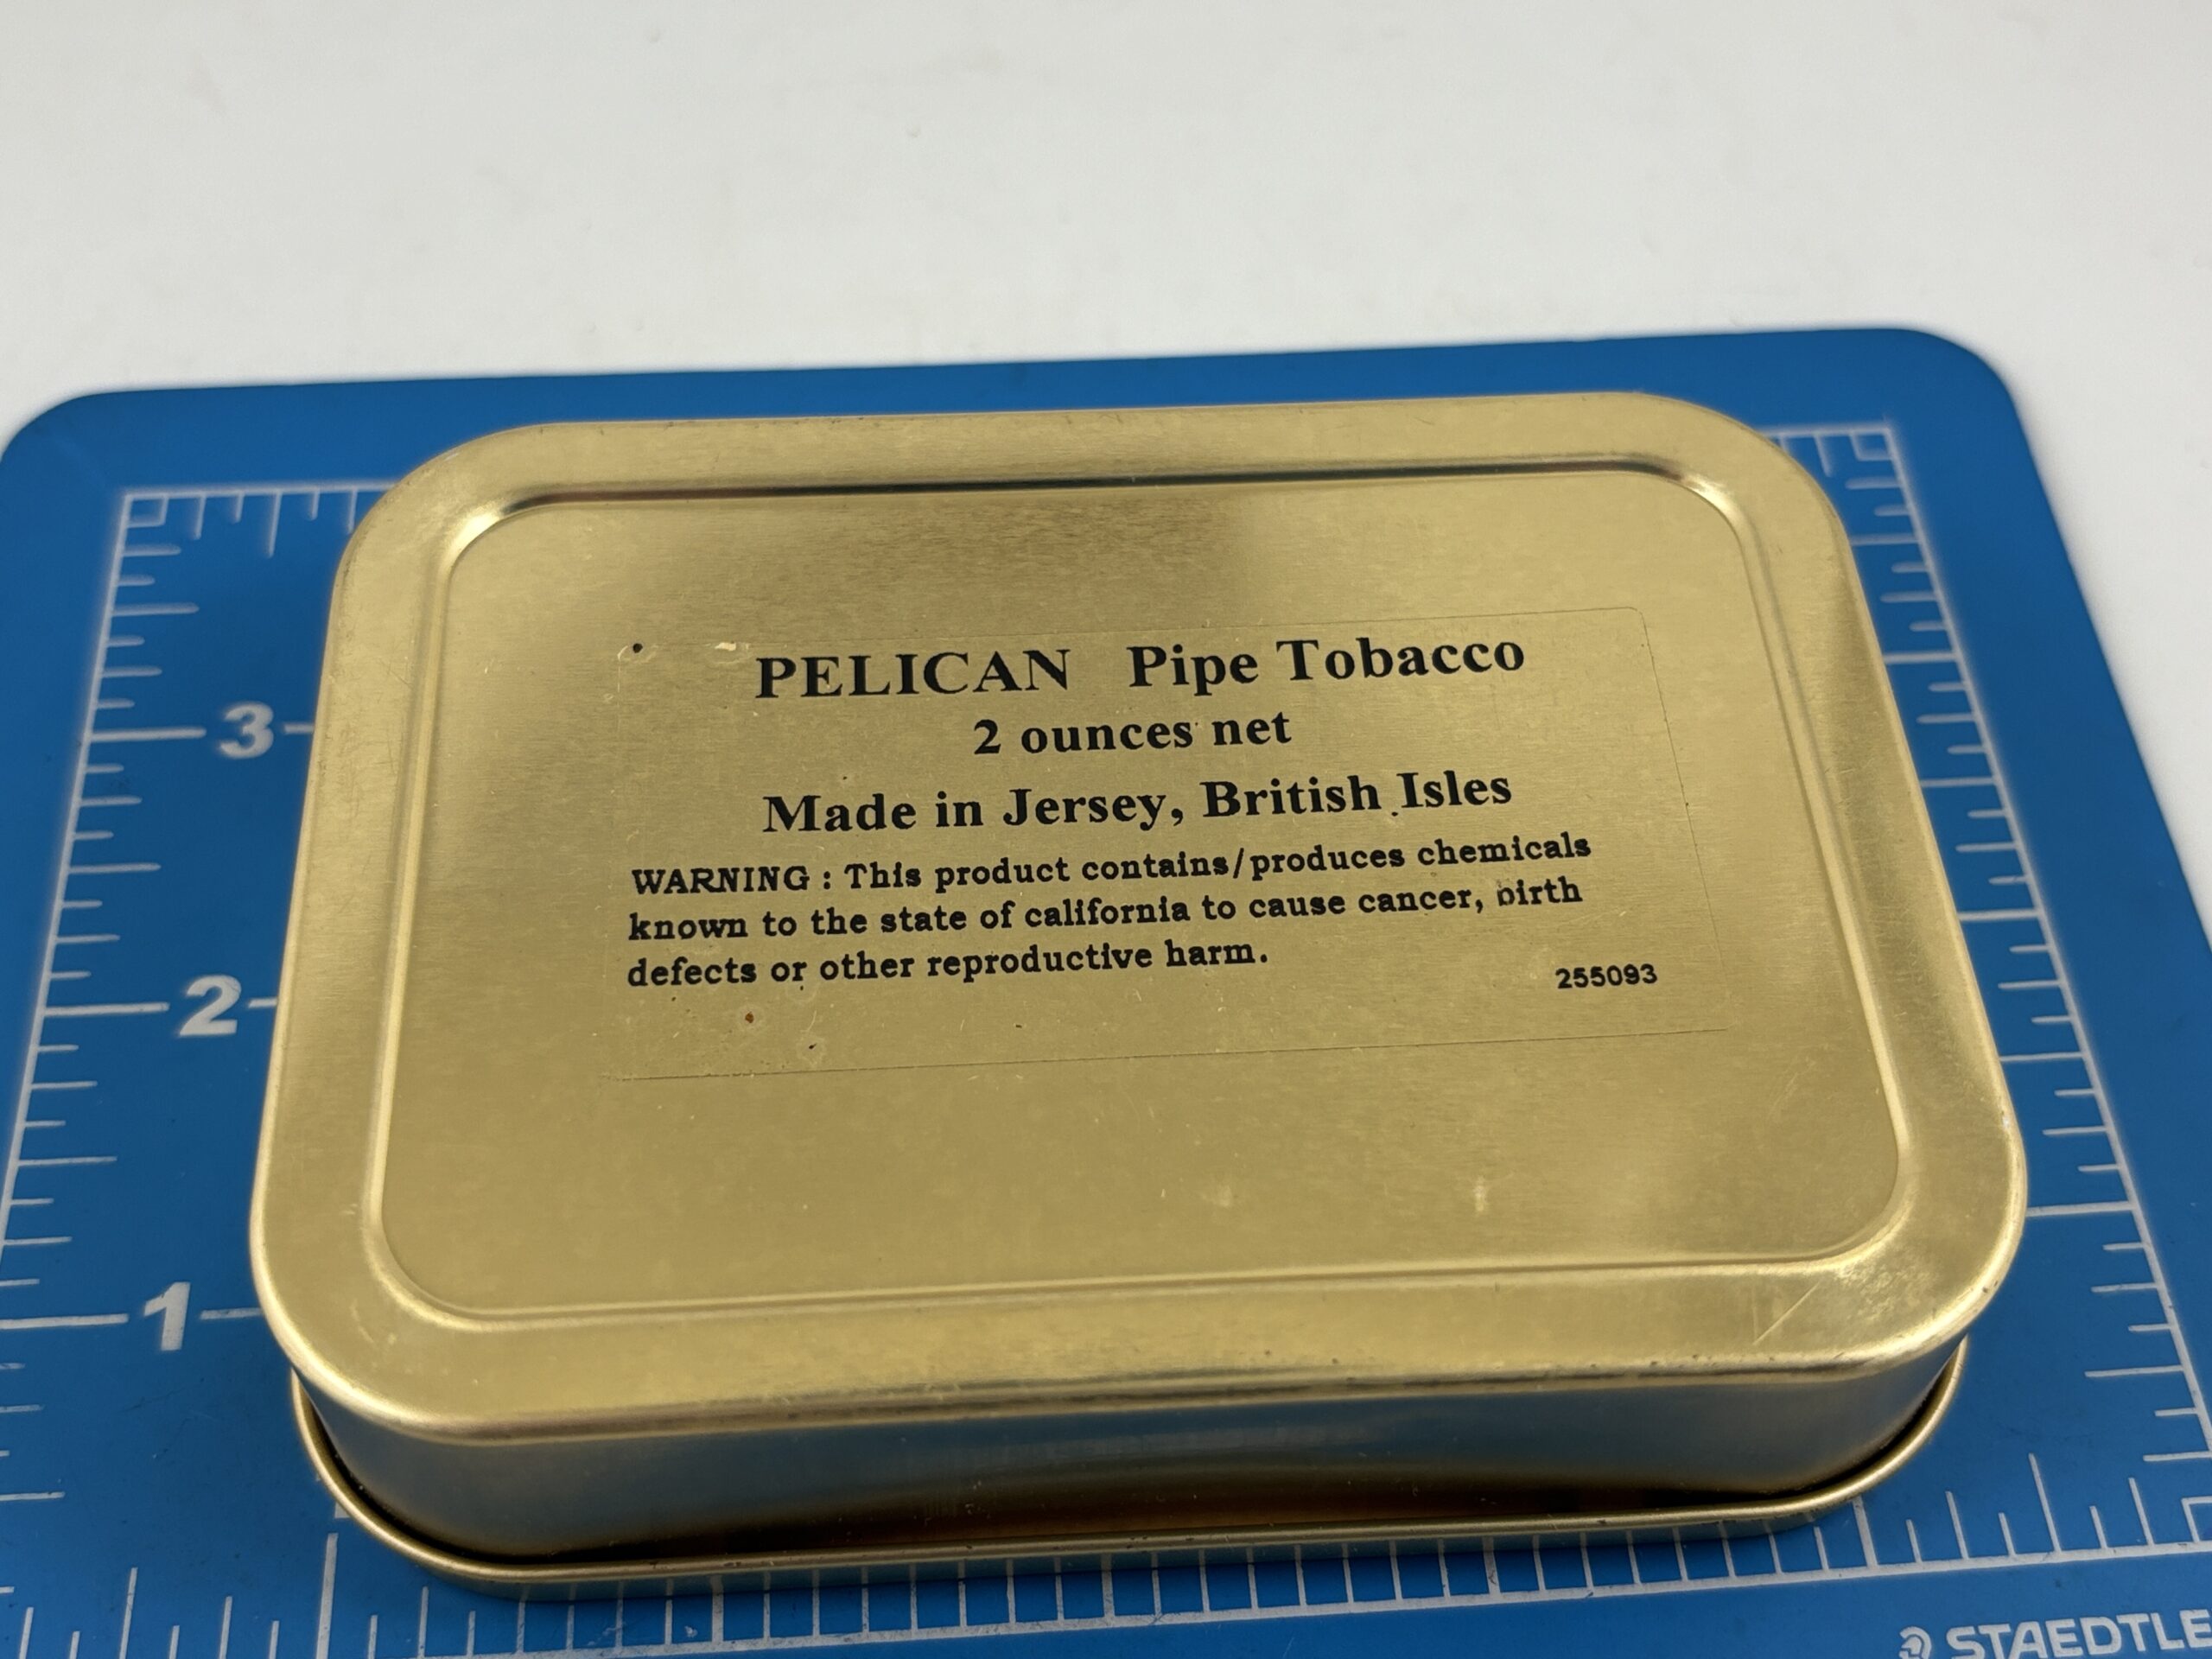 PELICAN Pipe Tobacco
2 ounces net
Made in Jersey, British Isles
WARNING : This product contains/produces chemicals
known to the state of california to cause cancer, birth
defects or other reproductive harm.
255093
3
2
1
STAEDTLE